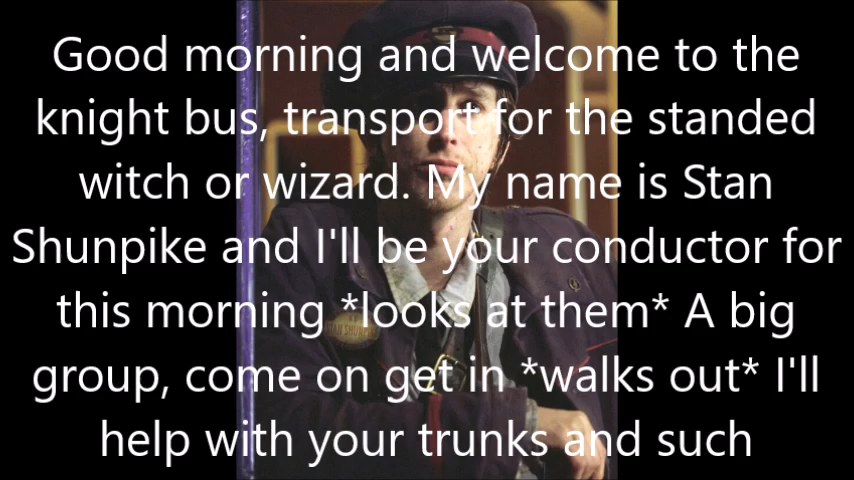 Good morning and welcome to the
knight bus, transport for the standed
witch or wizard. My name is Stan
Shunpike and I'll be your conductor for
this morning *looks at them* A big
group, come on get in *walks out* I'll
help with your trunks and such
STAN SHUNPIKE